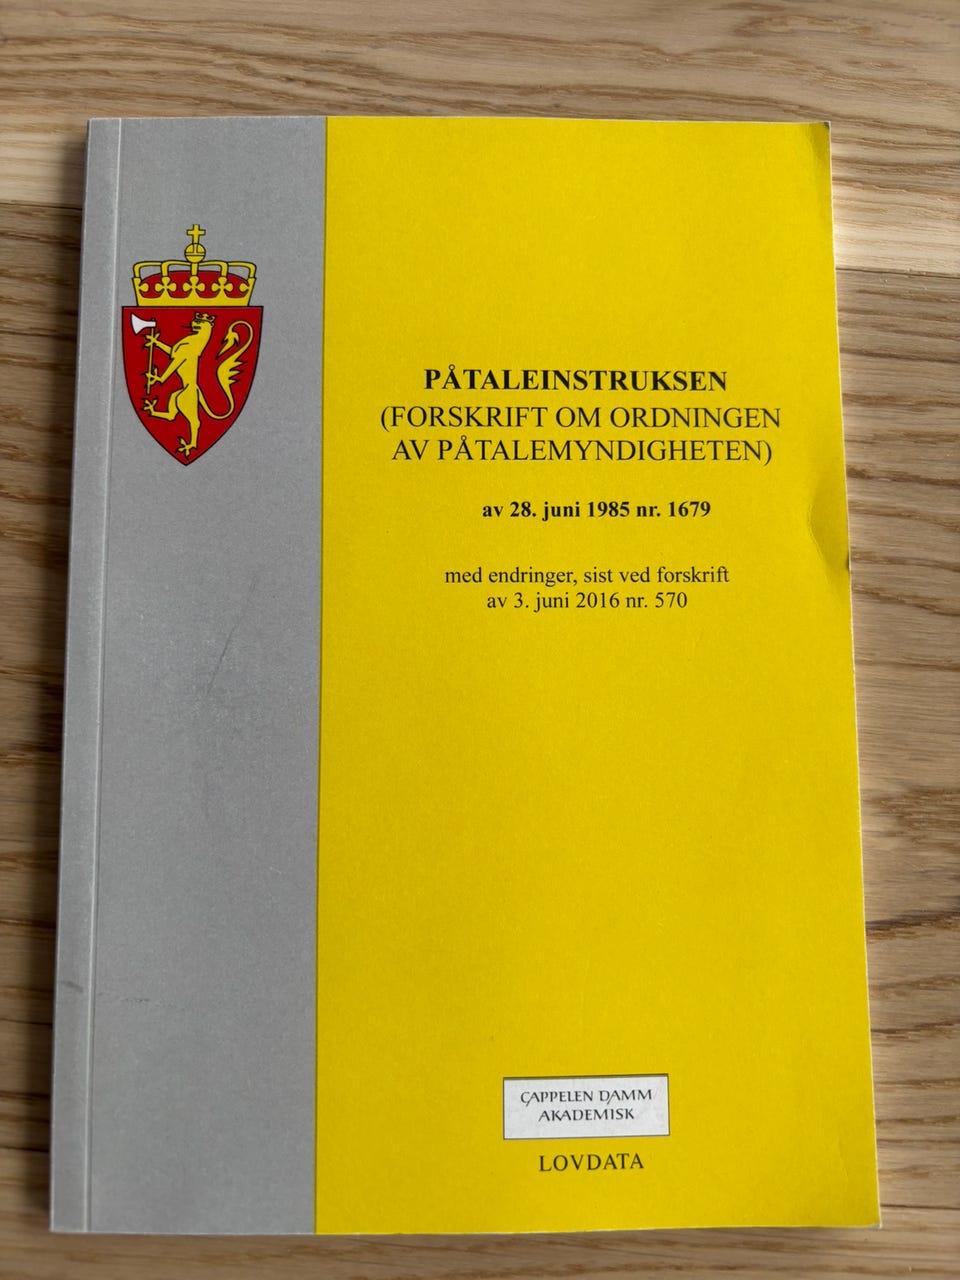 PÅTALEINSTRUKSEN
(FORSKRIFT OM ORDNINGEN
AV PÅTALEMYNDIGHETEN)
av 28. juni 1985 nr. 1679
med endringer, sist ved forskrift
av 3. juni 2016 nr. 570
CAPPELEN DAMM
AKADEMISK
LOVDATA